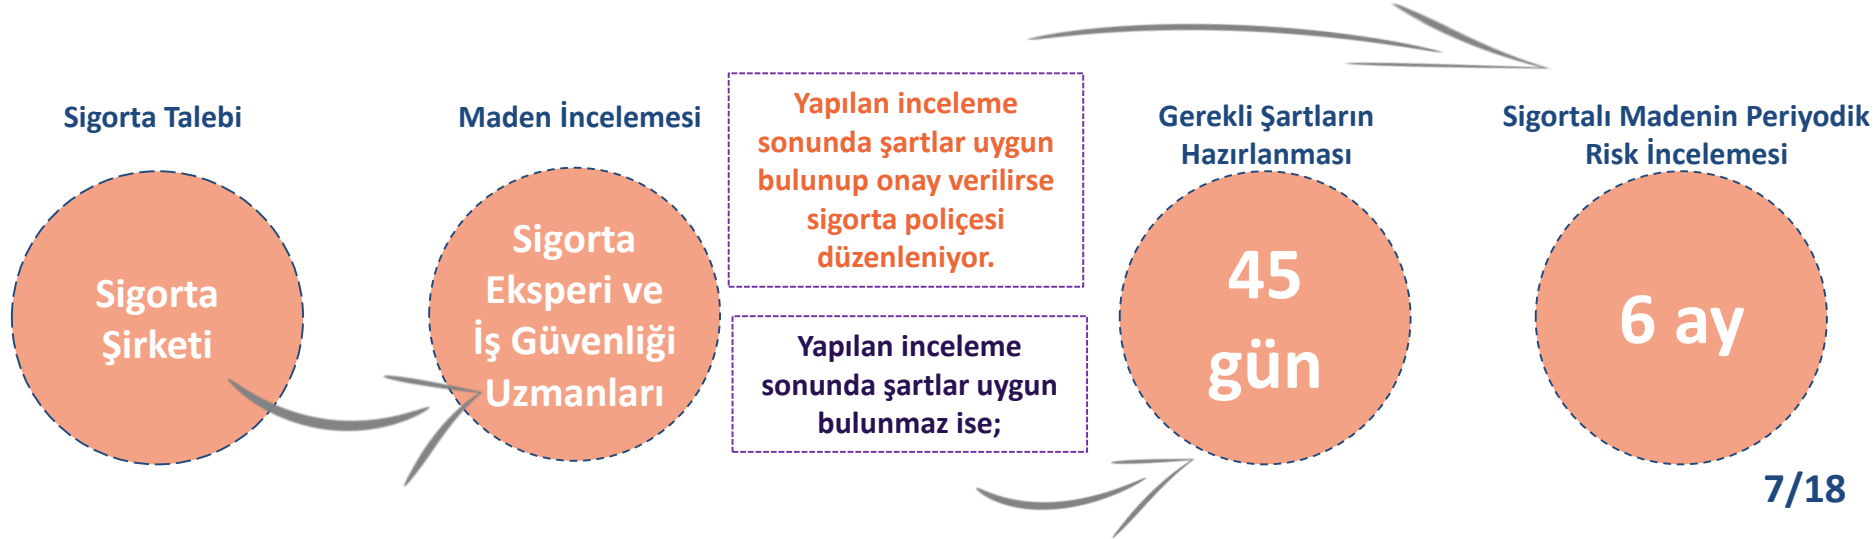 Sigorta Talebi
Sigorta
Şirketi
Maden İncelemesi
Sigorta
Eksperi ve
İş Güvenliği
Uzmanları
Yapılan inceleme
sonunda şartlar uygun
bulunup onay verilirse
sigorta poliçesi
düzenleniyor.
Yapılan inceleme
sonunda şartlar uygun
bulunmaz ise;
Gerekli Şartların
Hazırlanması
45
gün
Sigortalı Madenin Periyodik
Risk İncelemesi
6 ay
7/18